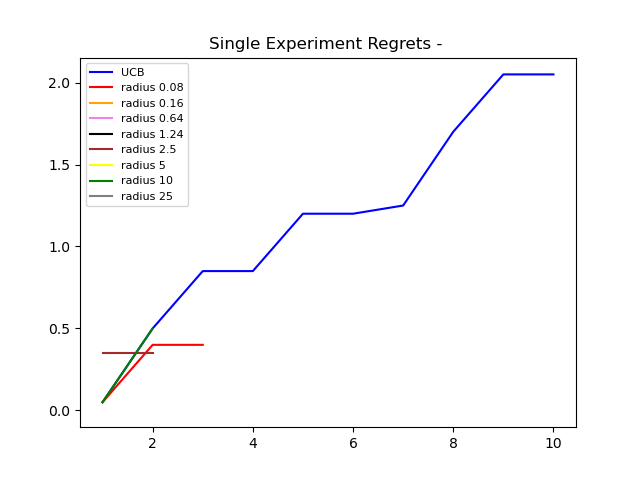 Single Experiment Regrets -
UCB
radius 0.08
radius 0.16
radius 0.64
radius 1.24
radius 2.5
radius 5
radius 10
radius 25
2.0
1.5
1.0
0.5
0.0
2 4 6 8 10